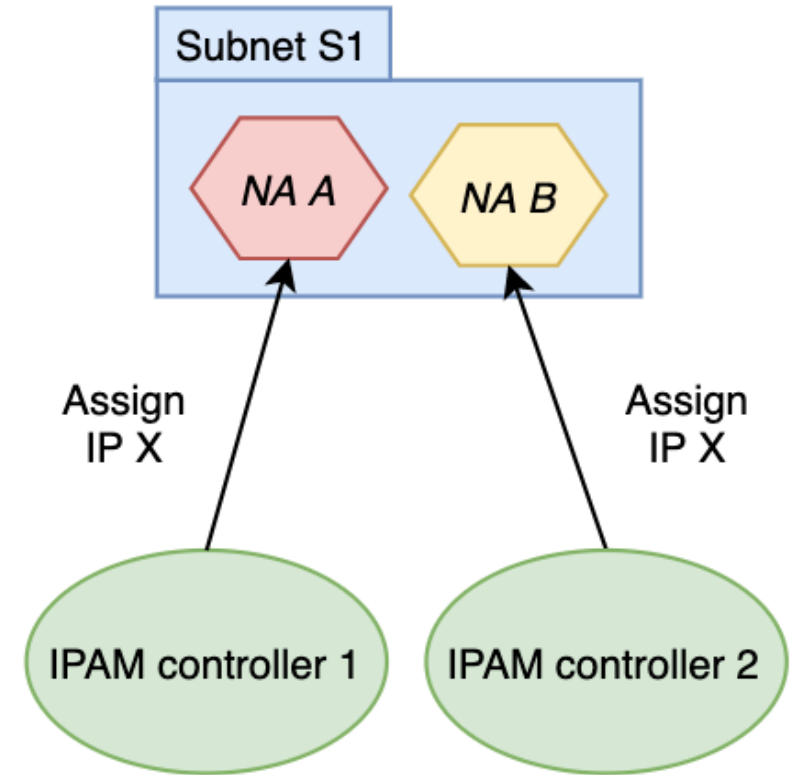 Subnet S1
NA A
NA B
Assign
IP X
Assign
IP X
IPAM controller 1
IPAM controller 2